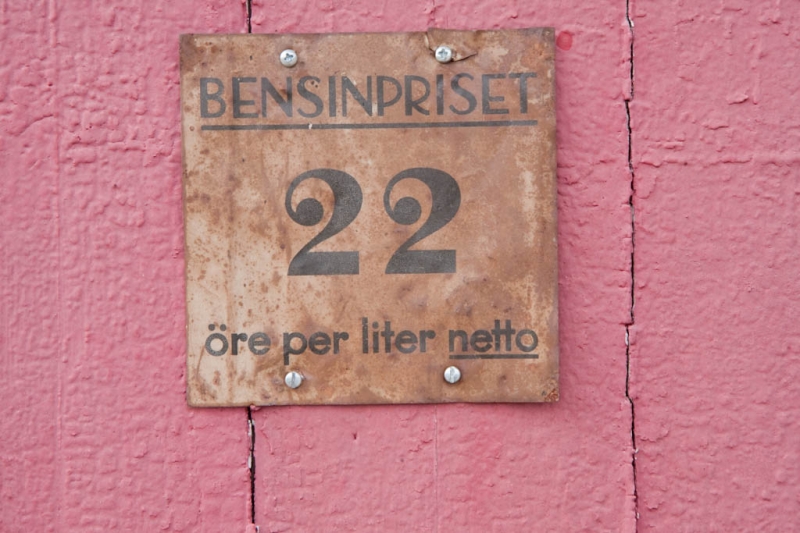 BENSINPRISET
22
öre per liter netto